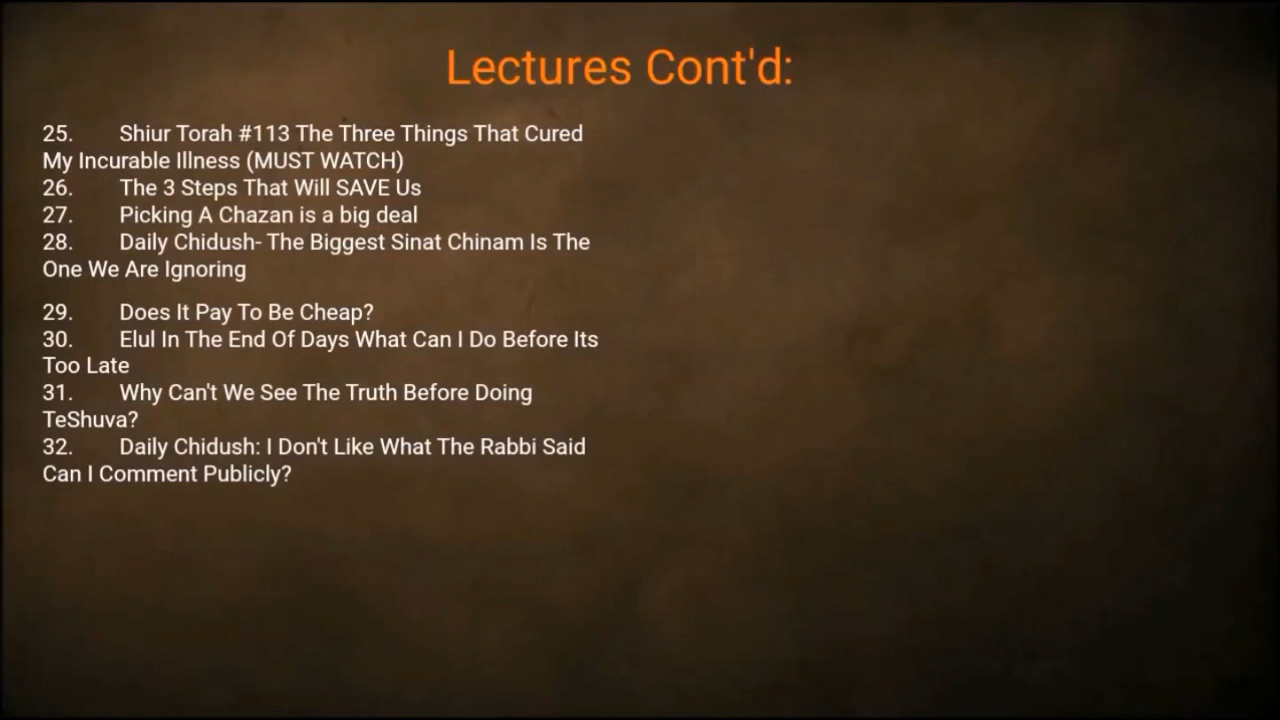 Lectures Cont'd:
25. Shiur Torah #113 The Three Things That Cured
My Incurable Illness (MUST WATCH)
26. The 3 Steps That Will SAVE Us
27. Picking A Chazan is a big deal
28. Daily Chidush- The Biggest Sinat Chinam Is The
One We Are Ignoring
29. Does It Pay To Be Cheap?
30. Elul In The End Of Days What Can I Do Before Its
Too Late
31. Why Can't We See The Truth Before Doing
TeShuva?
32. Daily Chidush: I Don't Like What The Rabbi Said
Can I Comment Publicly?